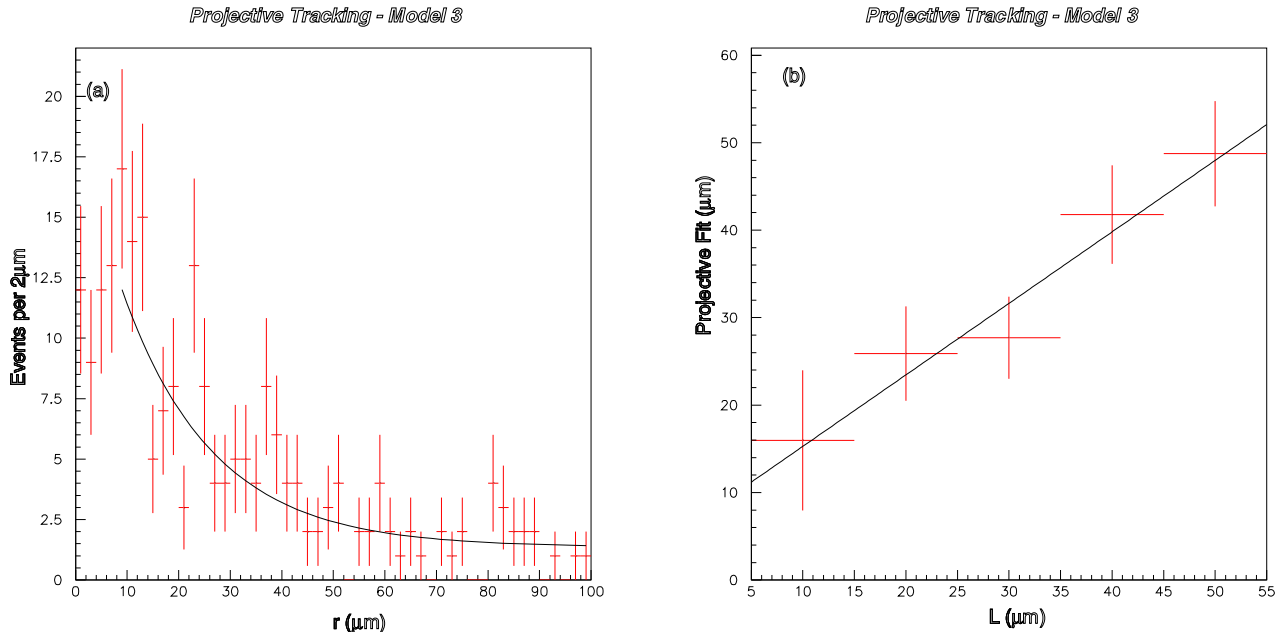 Projective Tracking - Model 3
(a)
Events per 2μm
20
17.5
15
12.5
10
7.5
5
2.5
0
0 10 20 30 40 50 60 70 80 90 100
r (μm)
Projective Tracking - Model 3
(b)
Projective Fit (μm)
60
50
40
30
20
10
0
5 10 15 20 25 30 35 40 45 50 55
L (μm)